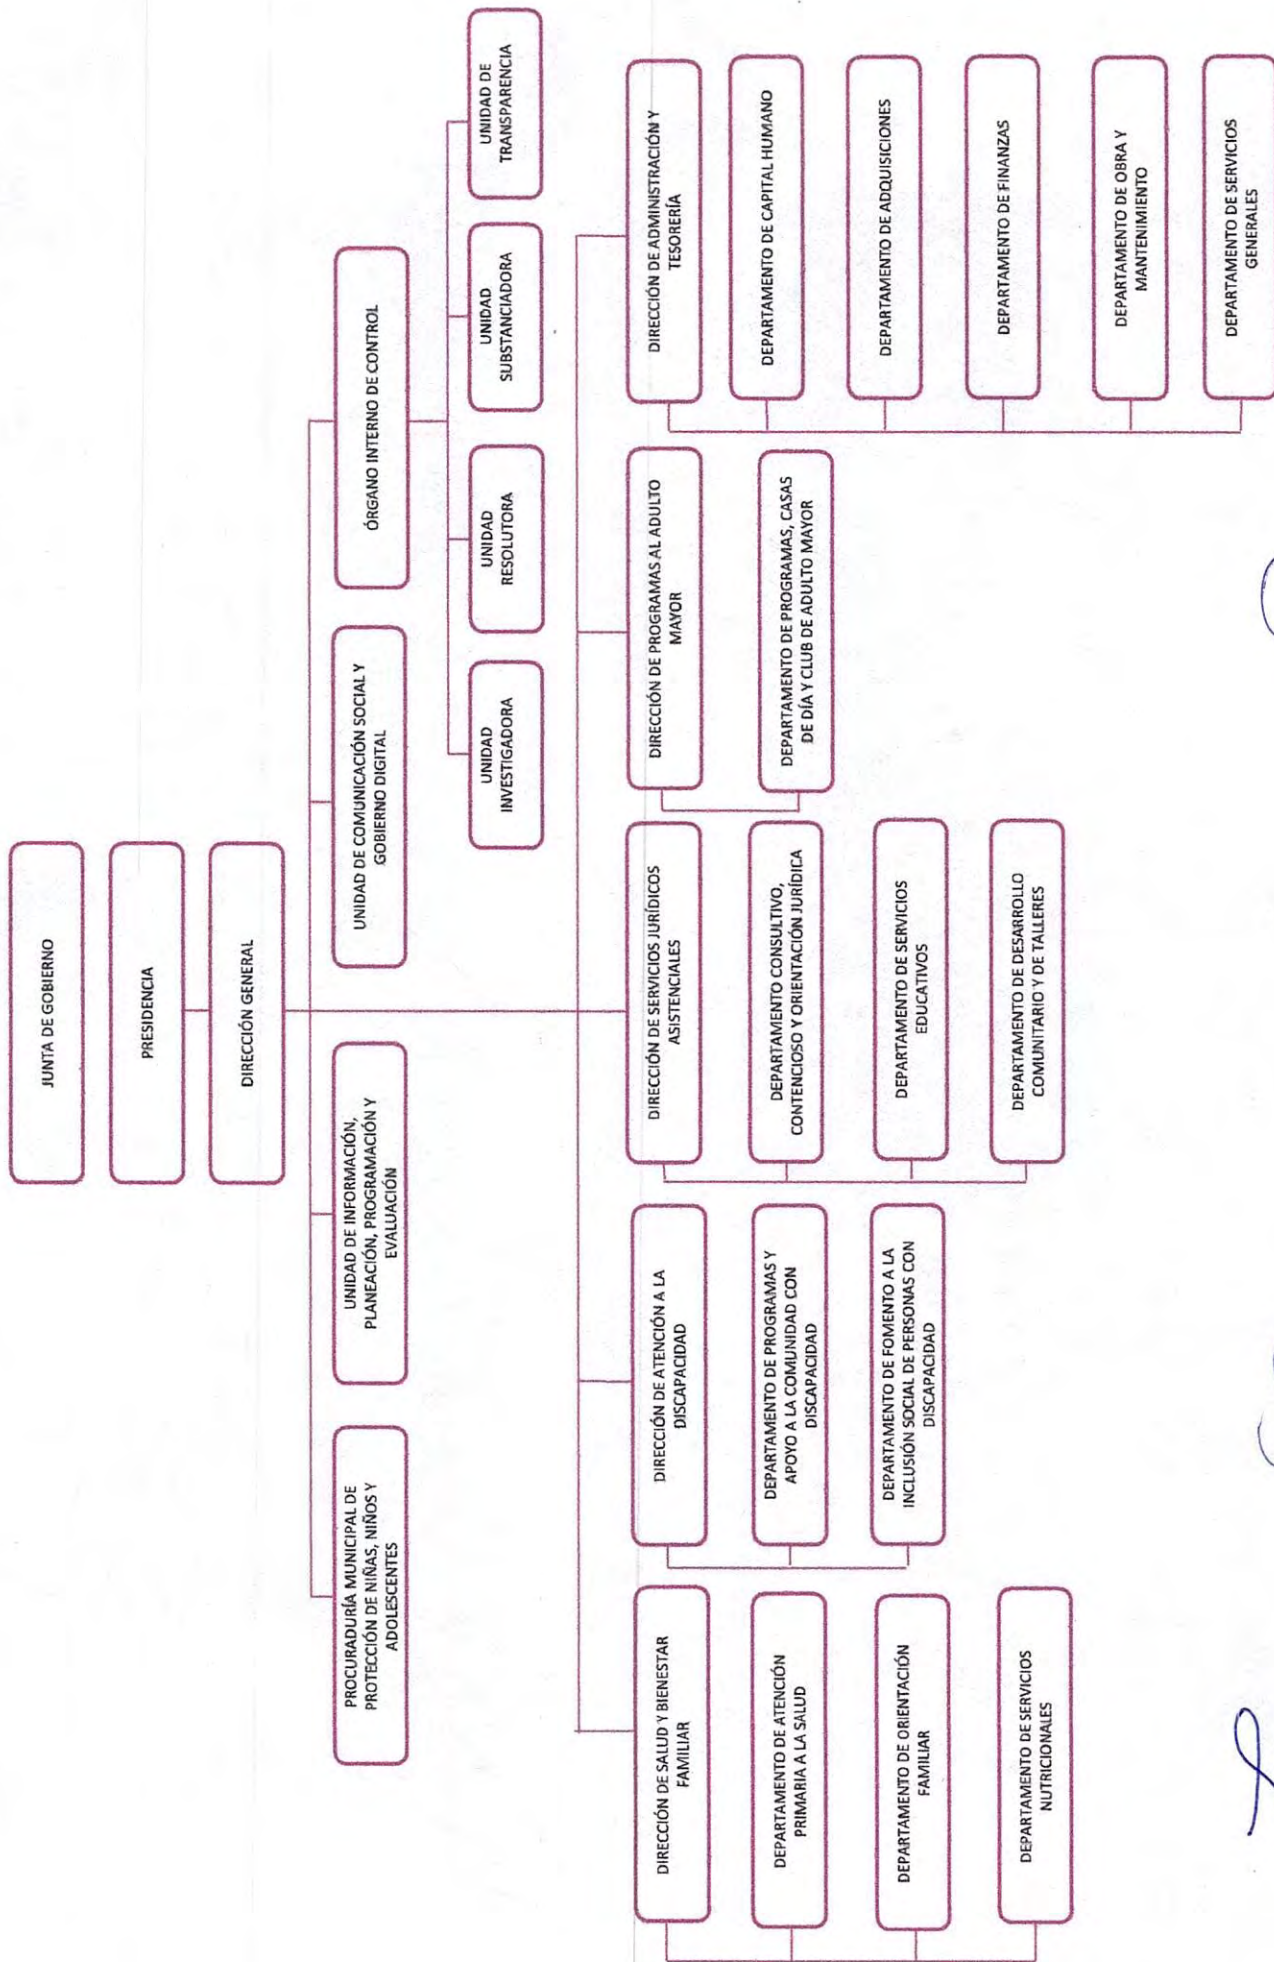 JUNTA DE GOBIERNO
PRESIDENCIA
DIRECCIÓN GENERAL
PROCURADURÍA MUNICIPAL DE
PROTECCIÓN DE NIÑAS, NIÑOS Y
ADOLESCENTES
UNIDAD DE INFORMACIÓN,
PLANEACIÓN, PROGRAMACIÓN Y
EVALUACIÓN
UNIDAD DE COMUNICACIÓN SOCIAL Y
GOBIERNO DIGITAL
ÓRGANO INTERNO DE CONTROL
UNIDAD
INVESTIGADORA
UNIDAD
RESOLUTORA
UNIDAD
SUBSTANCIADORA
UNIDAD DE
TRANSPARENCIA
DIRECCIÓN DE SALUD Y BIENESTAR
FAMILIAR
DEPARTAMENTO DE ATENCIÓN
PRIMARIA A LA SALUD
DEPARTAMENTO DE ORIENTACIÓN
FAMILIAR
DEPARTAMENTO DE SERVICIOS
NUTRICIONALES
DIRECCIÓN DE ATENCIÓN A LA
DISCAPACIDAD
DEPARTAMENTO DE PROGRAMAS Y
APOYO A LA COMUNIDAD CON
DISCAPACIDAD
DEPARTAMENTO DE FOMENTO A LA
INCLUSIÓN SOCIAL DE PERSONAS CON
DISCAPACIDAD
DIRECCIÓN DE SERVICIOS JURÍDICOS
ASISTENCIALES
DEPARTAMENTO CONSULTIVO,
CONTENCIOSO Y ORIENTACIÓN JURÍDICA
DEPARTAMENTO DE SERVICIOS
EDUCATIVOS
DEPARTAMENTO DE DESARROLLO
COMUNITARIO Y DE TALLERES
DIRECCIÓN DE PROGRAMAS AL ADULTO
MAYOR
DEPARTAMENTO DE PROGRAMAS, CASAS
DE DÍA Y CLUB DE ADULTO MAYOR
DIRECCIÓN DE ADMINISTRACIÓN Y
TESORERÍA
DEPARTAMENTO DE CAPITAL HUMANO
DEPARTAMENTO DE ADQUISICIONES
DEPARTAMENTO DE FINANZAS
DEPARTAMENTO DE OBRA Y
MANTENIMIENTO
DEPARTAMENTO DE SERVICIOS
GENERALES